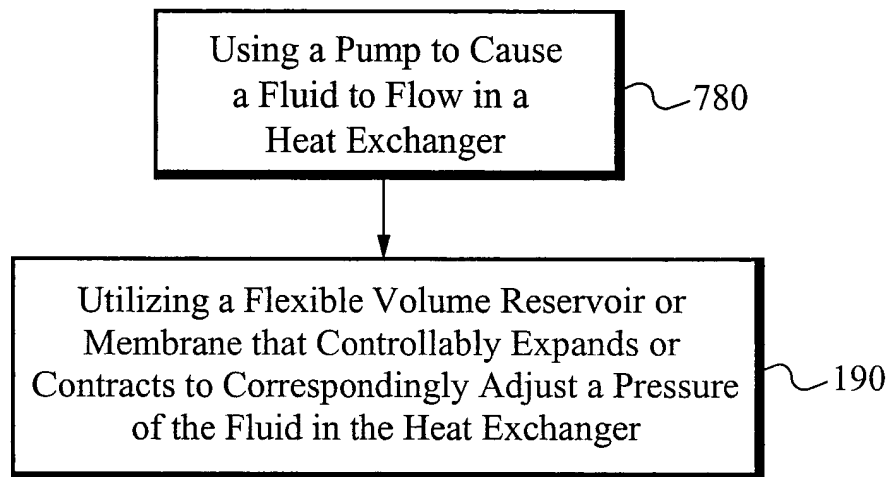 Using a Pump to Cause
a Fluid to Flow in a
Heat Exchanger
780
Utilizing a Flexible Volume Reservoir or
Membrane that Controllably Expands or
Contracts to Correspondingly Adjust a Pressure
of the Fluid in the Heat Exchanger
190